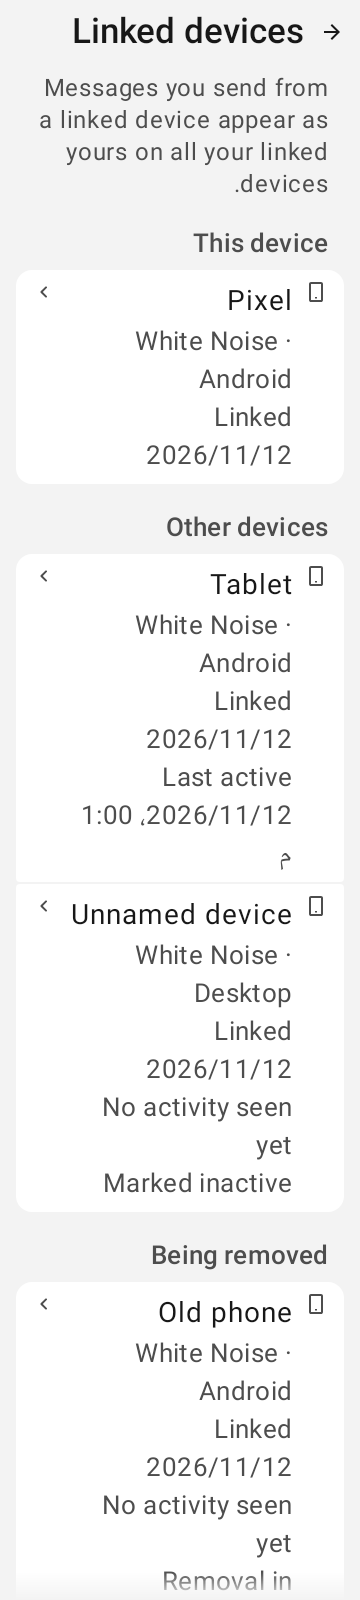 Linked devices
Messages you send from
a linked device appear as
yours on all your linked
devices.
This device
Pixel
White Noise ·
Android
Linked
2026/11/12
Other devices
Tablet
White Noise ·
Android
Linked
2026/11/12
Last active
2026/11/12، 1:00
م
Unnamed device
White Noise ·
Desktop
Linked
2026/11/12
No activity seen
yet
Marked inactive
Being removed
Old phone
White Noise ·
Android
Linked
2026/11/12
No activity seen
yet
Removal in